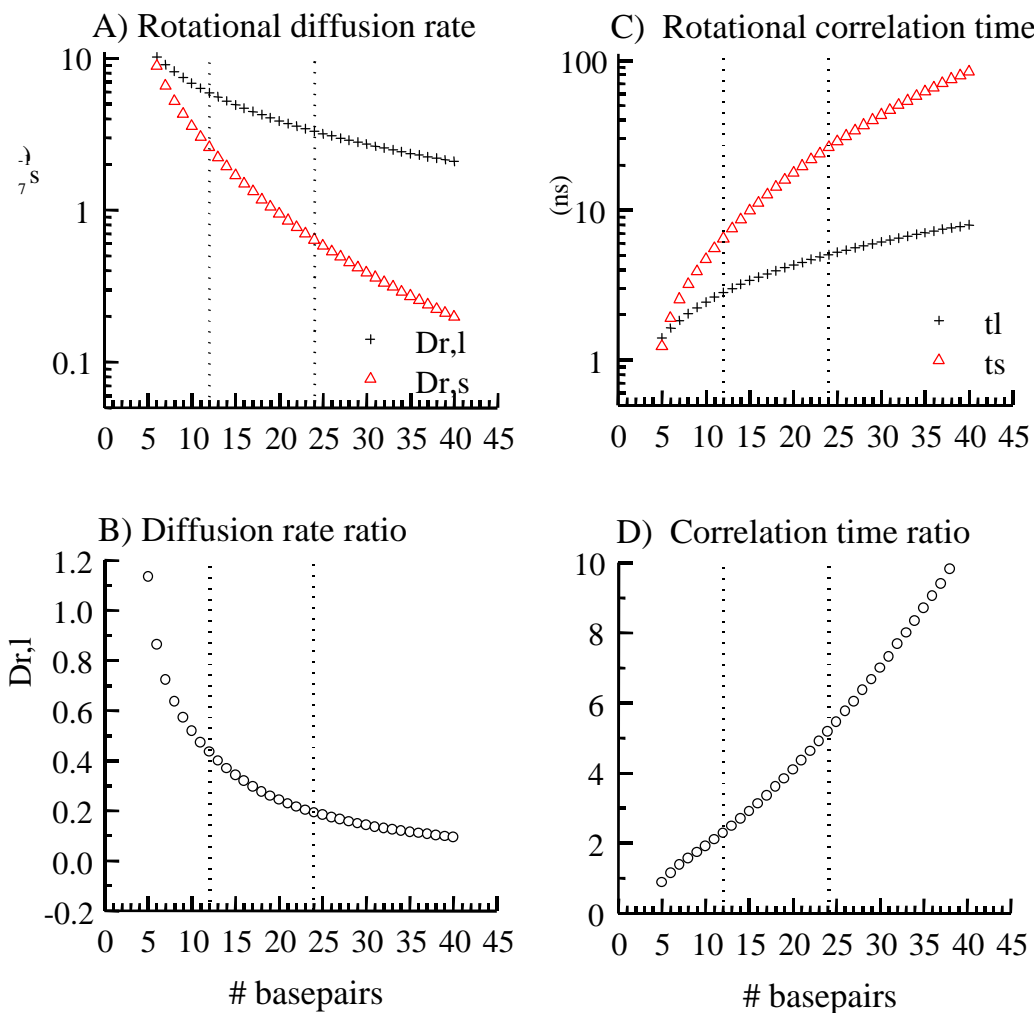 A) Rotational diffusion rate
10
1
0.1
7 s -1)
Dr,l
Dr,s
0 5 10 15 20 25 30 35 40 45
C) Rotational correlation time
100
10
1
(ns)
tl
ts
0 5 10 15 20 25 30 35 40 45
B) Diffusion rate ratio
1.2
1.0
0.8
0.6
0.4
0.2
0.0
-0.2
Dr,l
0 5 10 15 20 25 30 35 40 45
# basepairs
D) Correlation time ratio
10
8
6
4
2
0
0 5 10 15 20 25 30 35 40 45
# basepairs